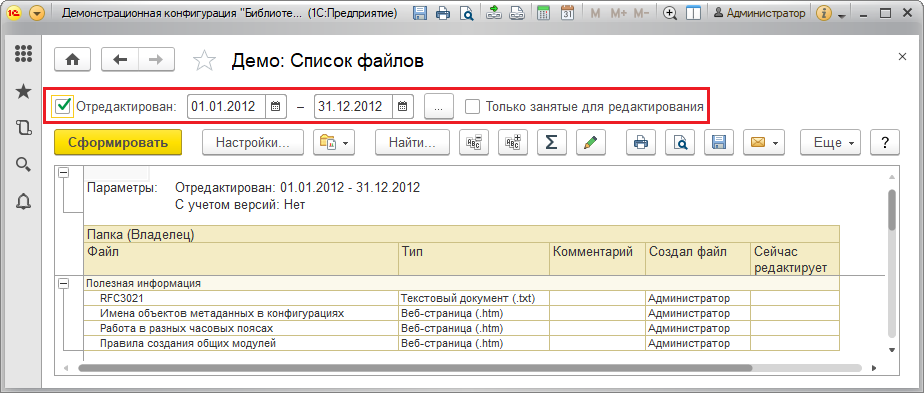 Демонстрационная конфигурация "Библиоте... (1С:Предприятие)
M M+ M- Администратор
Демо: Список файлов
Отредактирован: 01.01.2012 – 31.12.2012 ... Только занятые для редактирования
Сформировать Настройки... Найти... Σ Еще ?
Параметры: Отредактирован: 01.01.2012 - 31.12.2012
С учетом версий: Нет
Папка (Владелец)
Файл Тип Комментарий Создал файл Сейчас
редактирует
Полезная информация
RFC3021 Текстовый документ (.txt) Администратор
Имена объектов метаданных в конфигурациях Веб-страница (.htm) Администратор
Работа в разных часовых поясах Веб-страница (.htm) Администратор
Правила создания общих модулей Веб-страница (.htm) Администратор